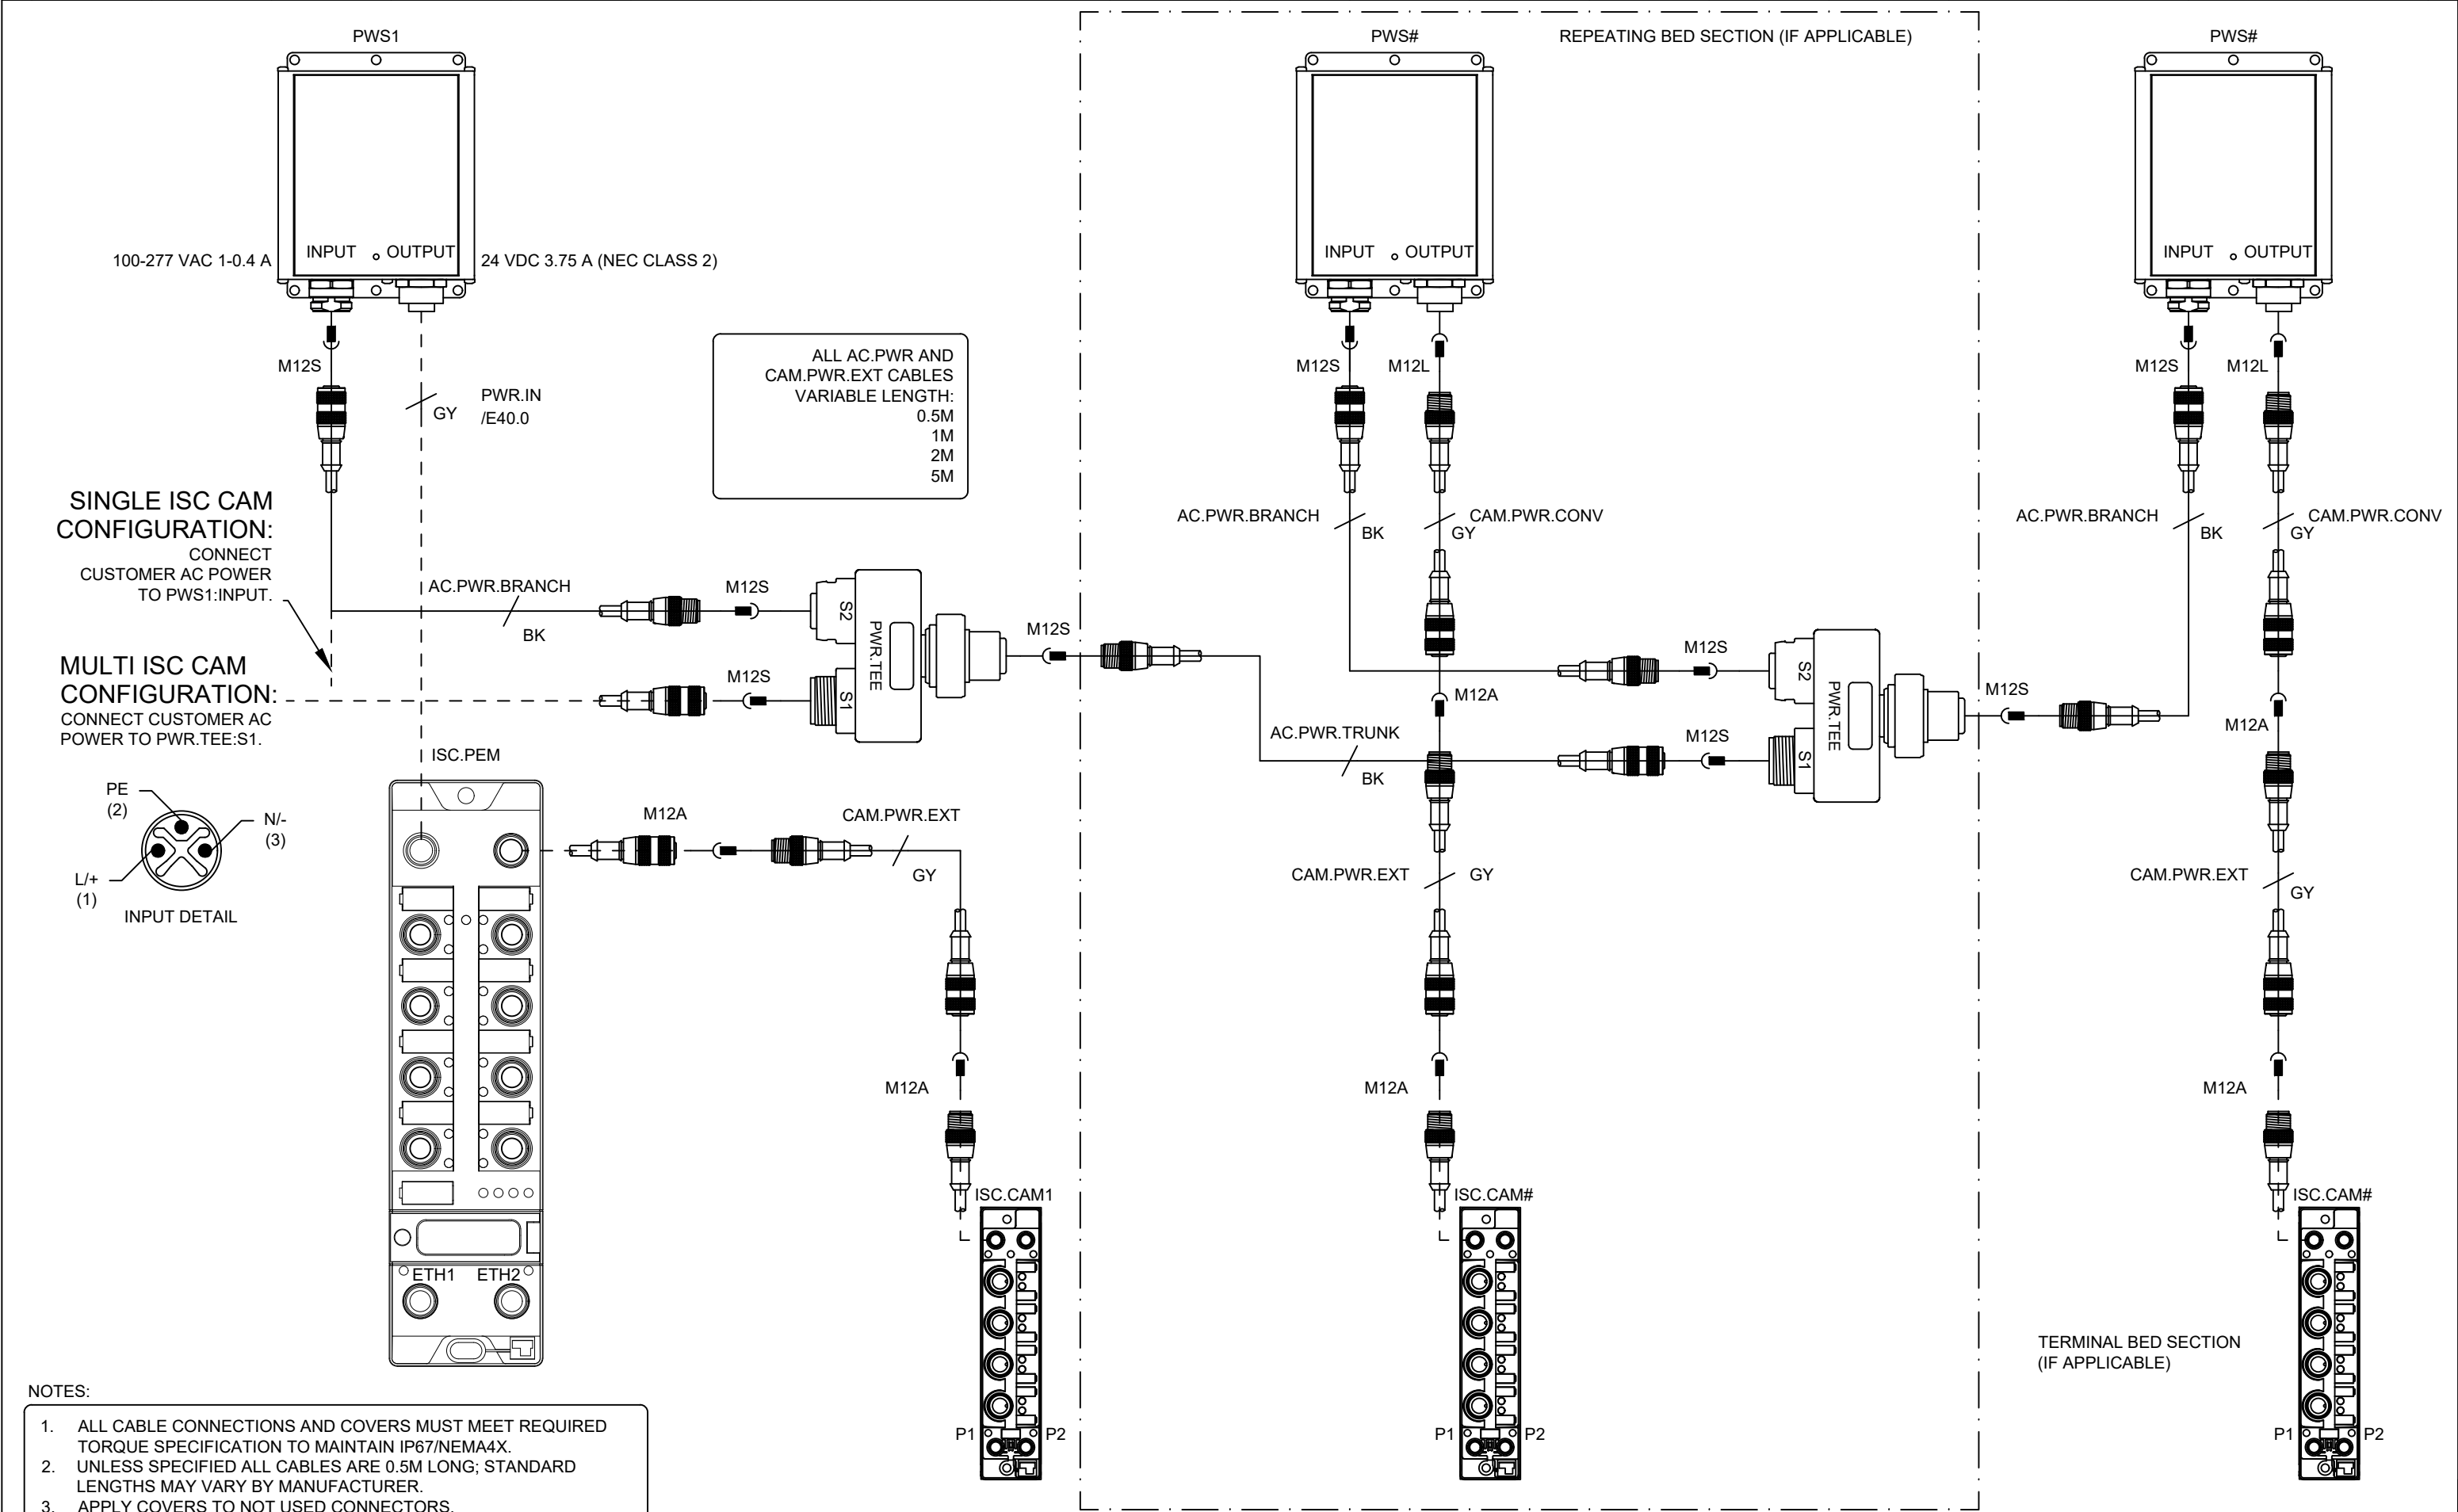 PWS1
PWS#
REPEATING BED SECTION (IF APPLICABLE)
PWS#
INPUT
OUTPUT
100-277 VAC 1-0.4 A
24 VDC 3.75 A (NEC CLASS 2)
INPUT
OUTPUT
INPUT
OUTPUT
M12S
PWR.IN
GY
/E40.0
ALL AC.PWR AND
CAM.PWR.EXT CABLES
VARIABLE LENGTH:
0.5M
1M
2M
5M
M12S
M12L
M12S
M12L
SINGLE ISC CAM
CONFIGURATION:
CONNECT
CUSTOMER AC POWER
TO PWS1:INPUT.
AC.PWR.BRANCH
BK
M12S
S2
PWR.TEE
S1
M12S
M12S
AC.PWR.BRANCH
BK
CAM.PWR.CONV
GY
AC.PWR.BRANCH
BK
CAM.PWR.CONV
GY
MULTI ISC CAM
CONFIGURATION:
CONNECT CUSTOMER AC
POWER TO PWR.TEE:S1.
M12A
M12S
S2
PWR.TEE
S1
M12S
M12S
M12A
AC.PWR.TRUNK
BK
ISC.PEM
PE
(2)
N/-
(3)
L/+
(1)
INPUT DETAIL
M12A
CAM.PWR.EXT
GY
CAM.PWR.EXT
GY
CAM.PWR.EXT
GY
M12A
M12A
M12A
ISC.CAM1
ISC.CAM#
ISC.CAM#
ETH1
ETH2
TERMINAL BED SECTION
(IF APPLICABLE)
P1
P2
P1
P2
P1
P2
NOTES:
1. ALL CABLE CONNECTIONS AND COVERS MUST MEET REQUIRED
TORQUE SPECIFICATION TO MAINTAIN IP67/NEMA4X.
2. UNLESS SPECIFIED ALL CABLES ARE 0.5M LONG; STANDARD
LENGTHS MAY VARY BY MANUFACTURER.
3. APPLY COVERS TO NOT USED CONNECTORS.